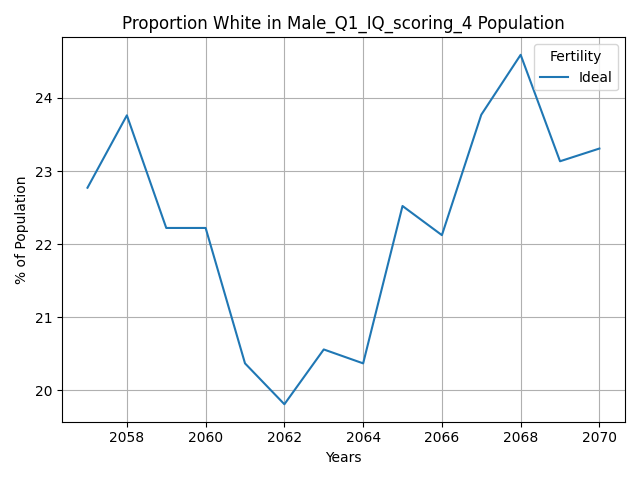 Proportion White in Male_Q1_IQ_scoring_4 Population
Fertility
Ideal
% of Population
24
23
22
21
20
2058 2060 2062 2064 2066 2068 2070
Years